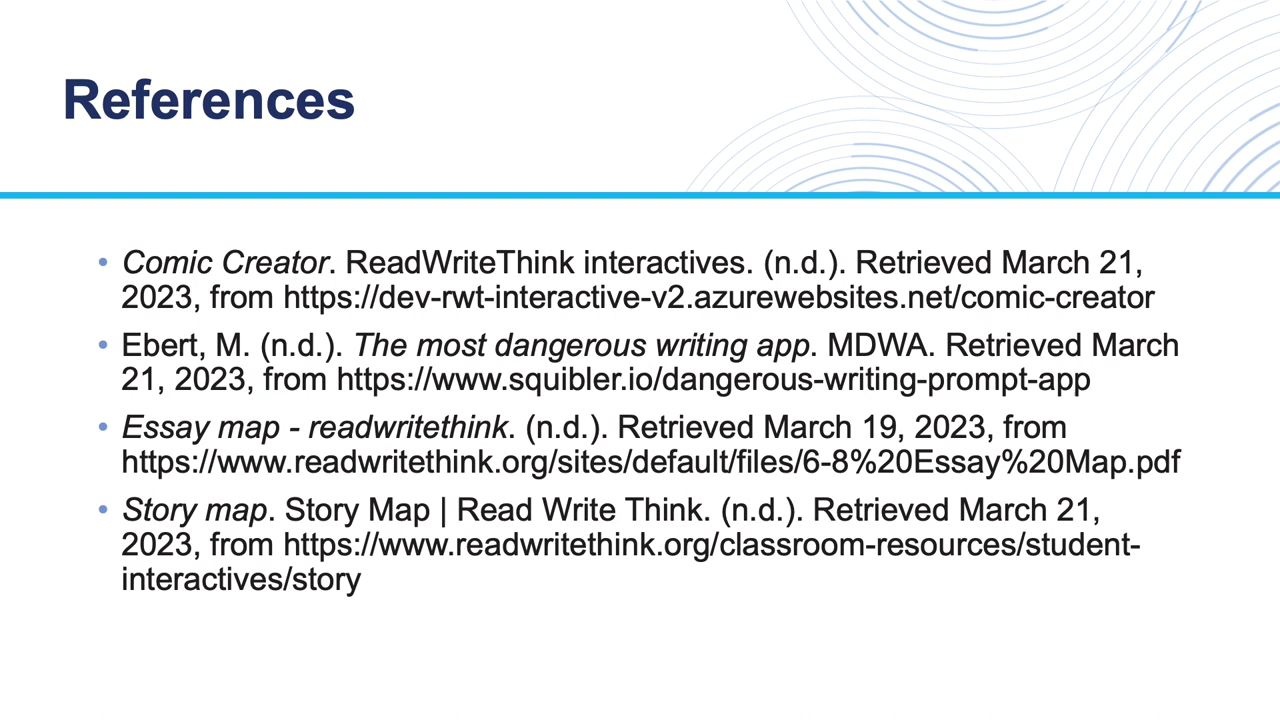 References
• Comic Creator. ReadWriteThink interactives. (n.d.). Retrieved March 21,
2023, from https://dev-rwt-interactive-v2.azurewebsites.net/comic-creator
• Ebert, M. (n.d.). The most dangerous writing app. MDWA. Retrieved March
21, 2023, from https://www.squibler.io/dangerous-writing-prompt-app
• Essay map - readwritethink. (n.d.). Retrieved March 19, 2023, from
https://www.readwritethink.org/sites/default/files/6-8%20Essay%20Map.pdf
• Story map. Story Map | Read Write Think. (n.d.). Retrieved March 21,
2023, from https://www.readwritethink.org/classroom-resources/student-
interactives/story